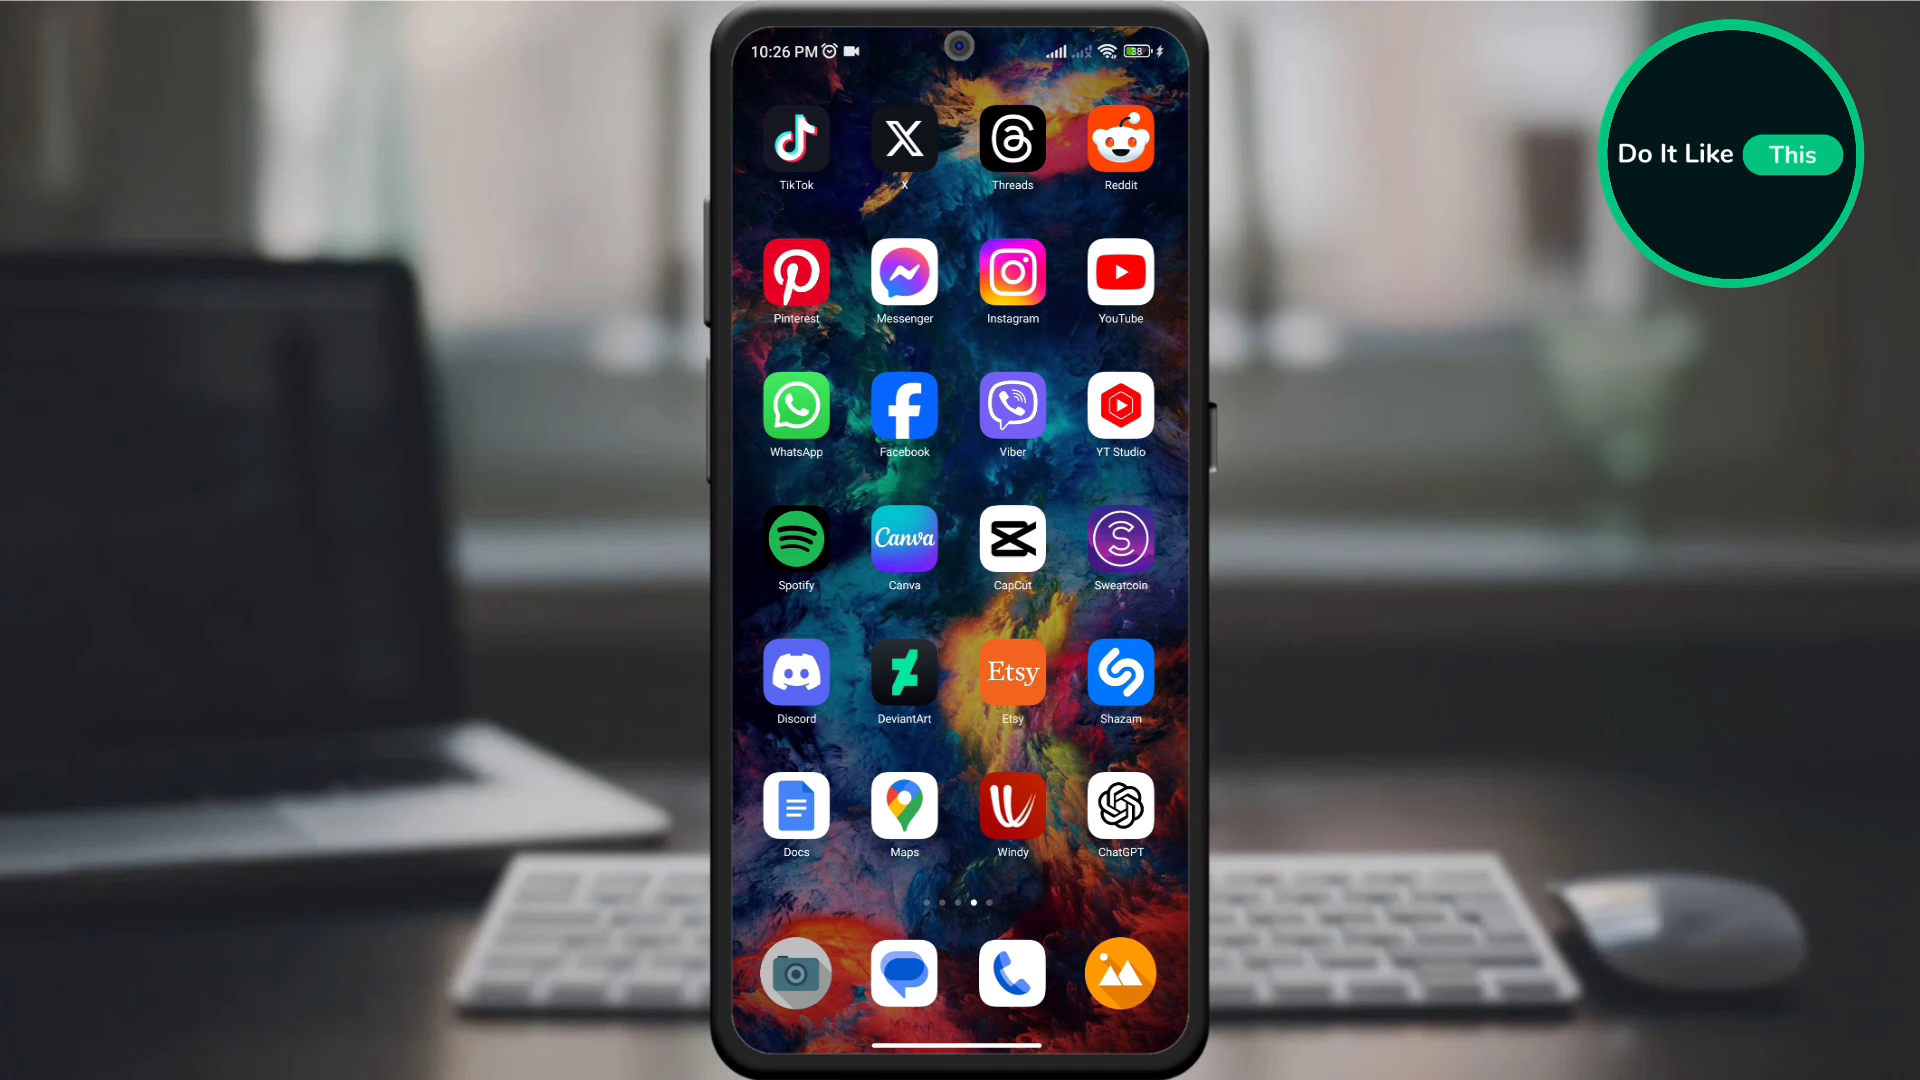 10:26 PM
38
Do It Like This
TikTok
X
Threads
Reddit
Pinterest
Messenger
Instagram
YouTube
WhatsApp
Facebook
Viber
YT Studio
Canva
Spotify
Canva
CapCut
Sweatcoin
Etsy
Discord
DeviantArt
Etsy
Shazam
Docs
Maps
Windy
ChatGPT